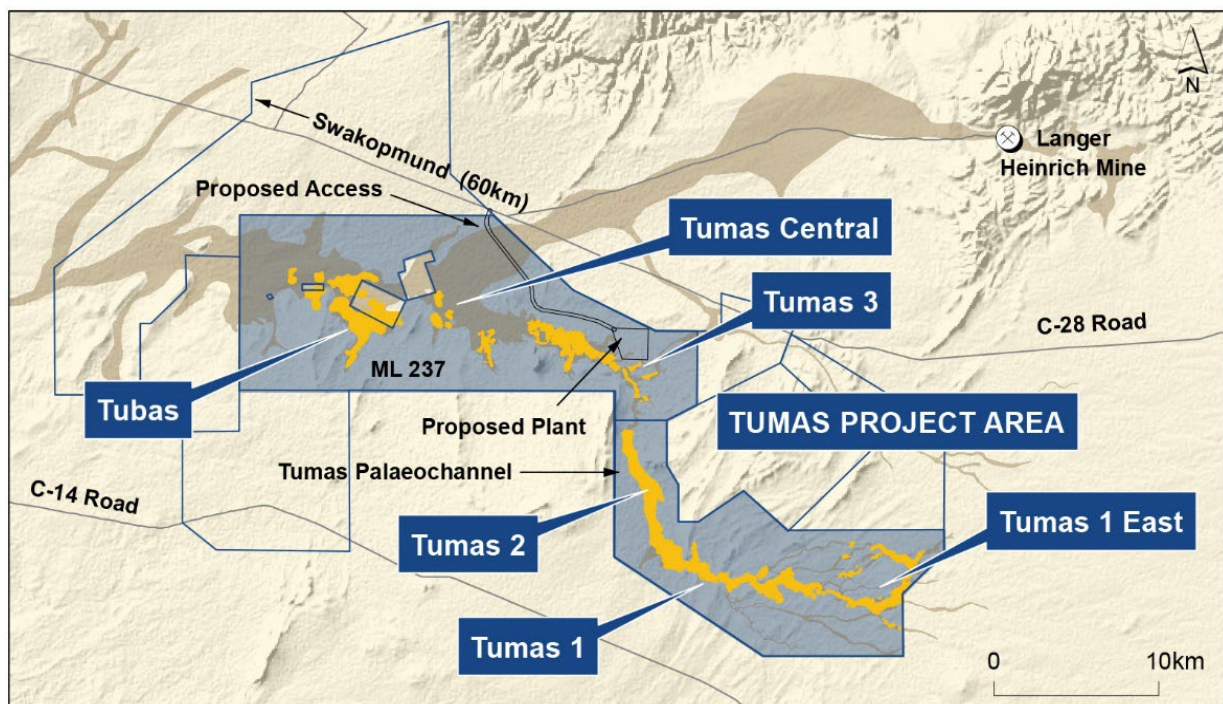 N
Langer
Heinrich Mine
Swakopmund (60km)
Proposed Access
Tumas Central
Tumas 3
C-28 Road
ML 237
Tubas
Proposed Plant
TUMAS PROJECT AREA
Tumas Palaeochannel
C-14 Road
Tumas 1 East
Tumas 2
Tumas 1
0 10km